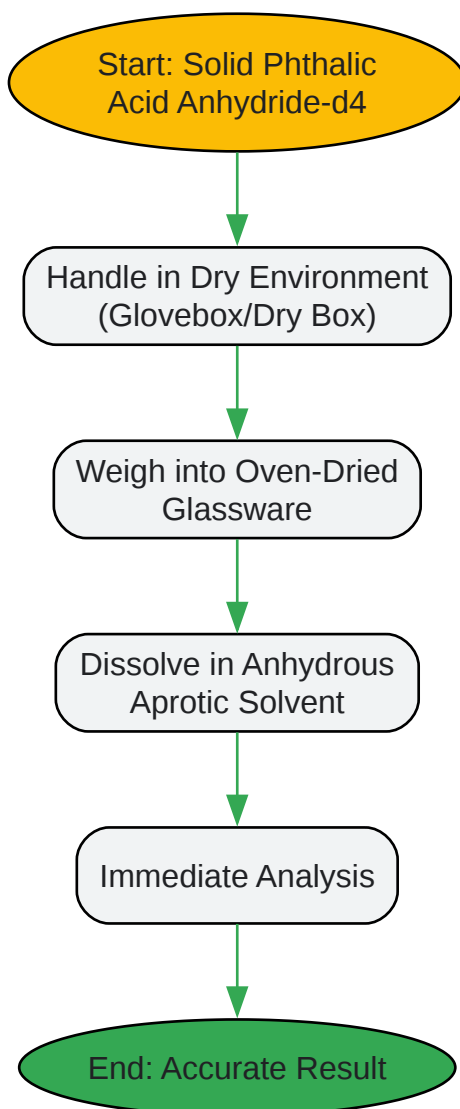 Start: Solid Phthalic
Acid Anhydride-d4
Handle in Dry Environment
(Glovebox/Dry Box)
Weigh into Oven-Dried
Glassware
Dissolve in Anhydrous
Aprotic Solvent
Immediate Analysis
End: Accurate Result